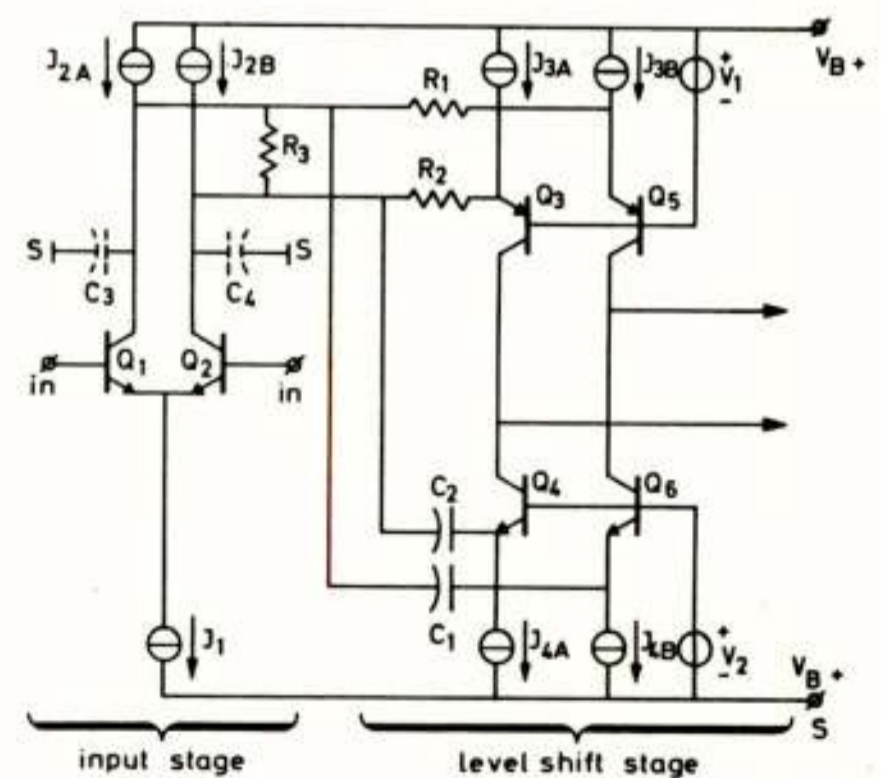 J2A
J2B
J3A
J3B
+
V1
-
VB+
R1
R3
R2
Q3
Q5
S
C3
C4
S
in
Q1
Q2
in
C2
Q4
Q6
C1
J1
J4A
J4B
+
V2
-
VB+
S
input stage
level shift stage